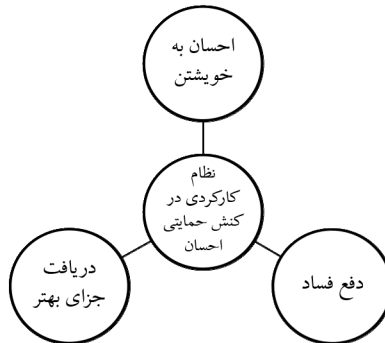 احسان به
خویشتن
نظام
کارکردی در
کنش حمایتی
احسان
دفع فساد
دریافت
جزای بهتر